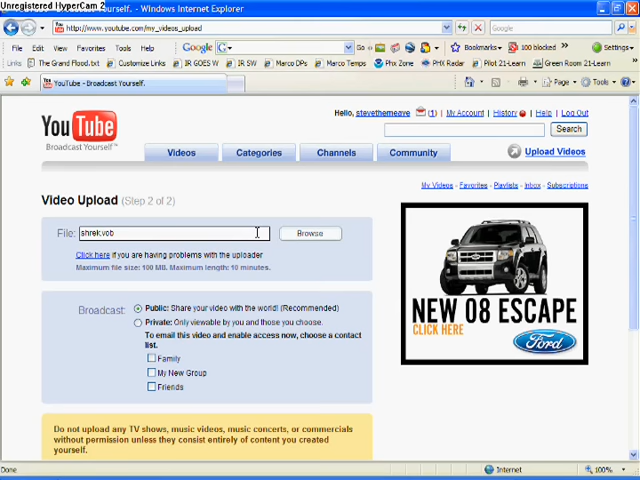 Unregistered HyperCam 2
urself. - Windows Internet Explorer
http://www.youtube.com/my_videos_upload
Google
File Edit View Favorites Tools Help Google G Go Bookmarks 100 blocked Settings
Links The Grand Flood.txt Customize Links IR GOES W IR SW Marco DPs Marco Temps Phx Zone PHX Radar Pilot 21-Learn Green Room 21-Learn
YouTube - Broadcast Yourself. Page Tools
Hello, stevethemeave (1) My Account History Help Log Out
YouTube
Broadcast Yourself™
Search
Videos Categories Channels Community Upload Videos
My Videos - Favorites - Playlists - Inbox - Subscriptions
Video Upload (Step 2 of 2)
File: shrek.vob Browse
Click here if you are having problems with the uploader
Maximum file size: 100 MB. Maximum length: 10 minutes.
Broadcast: Public: Share your video with the world! (Recommended)
Private: Only viewable by you and those you choose.
To email this video and enable access now, choose a contact
list.
Family
My New Group
Friends
NEW 08 ESCAPE
CLICK HERE
Ford
Do not upload any TV shows, music videos, music concerts, or commercials
without permission unless they consist entirely of content you created
yourself.
Done Internet 100%